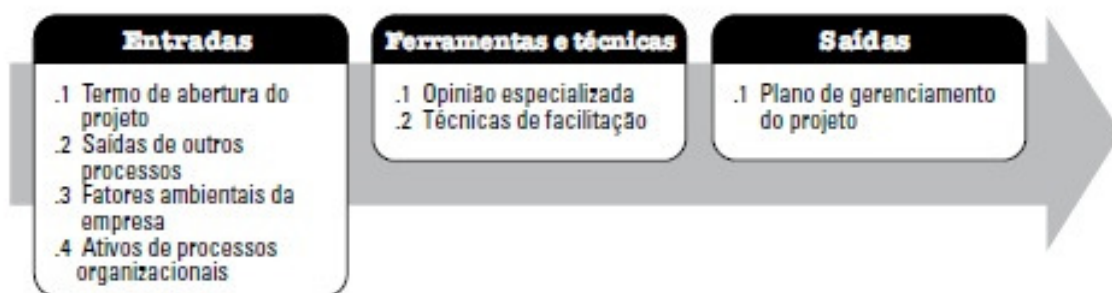 Entradas
.1 Termo de abertura do
projeto
.2 Saídas de outros
processos
.3 Fatores ambientais da
empresa
.4 Ativos de processos
organizacionais
Ferramentas e técnicas
.1 Opinião especializada
.2 Técnicas de facilitação
Saídas
.1 Plano de gerenciamento
do projeto